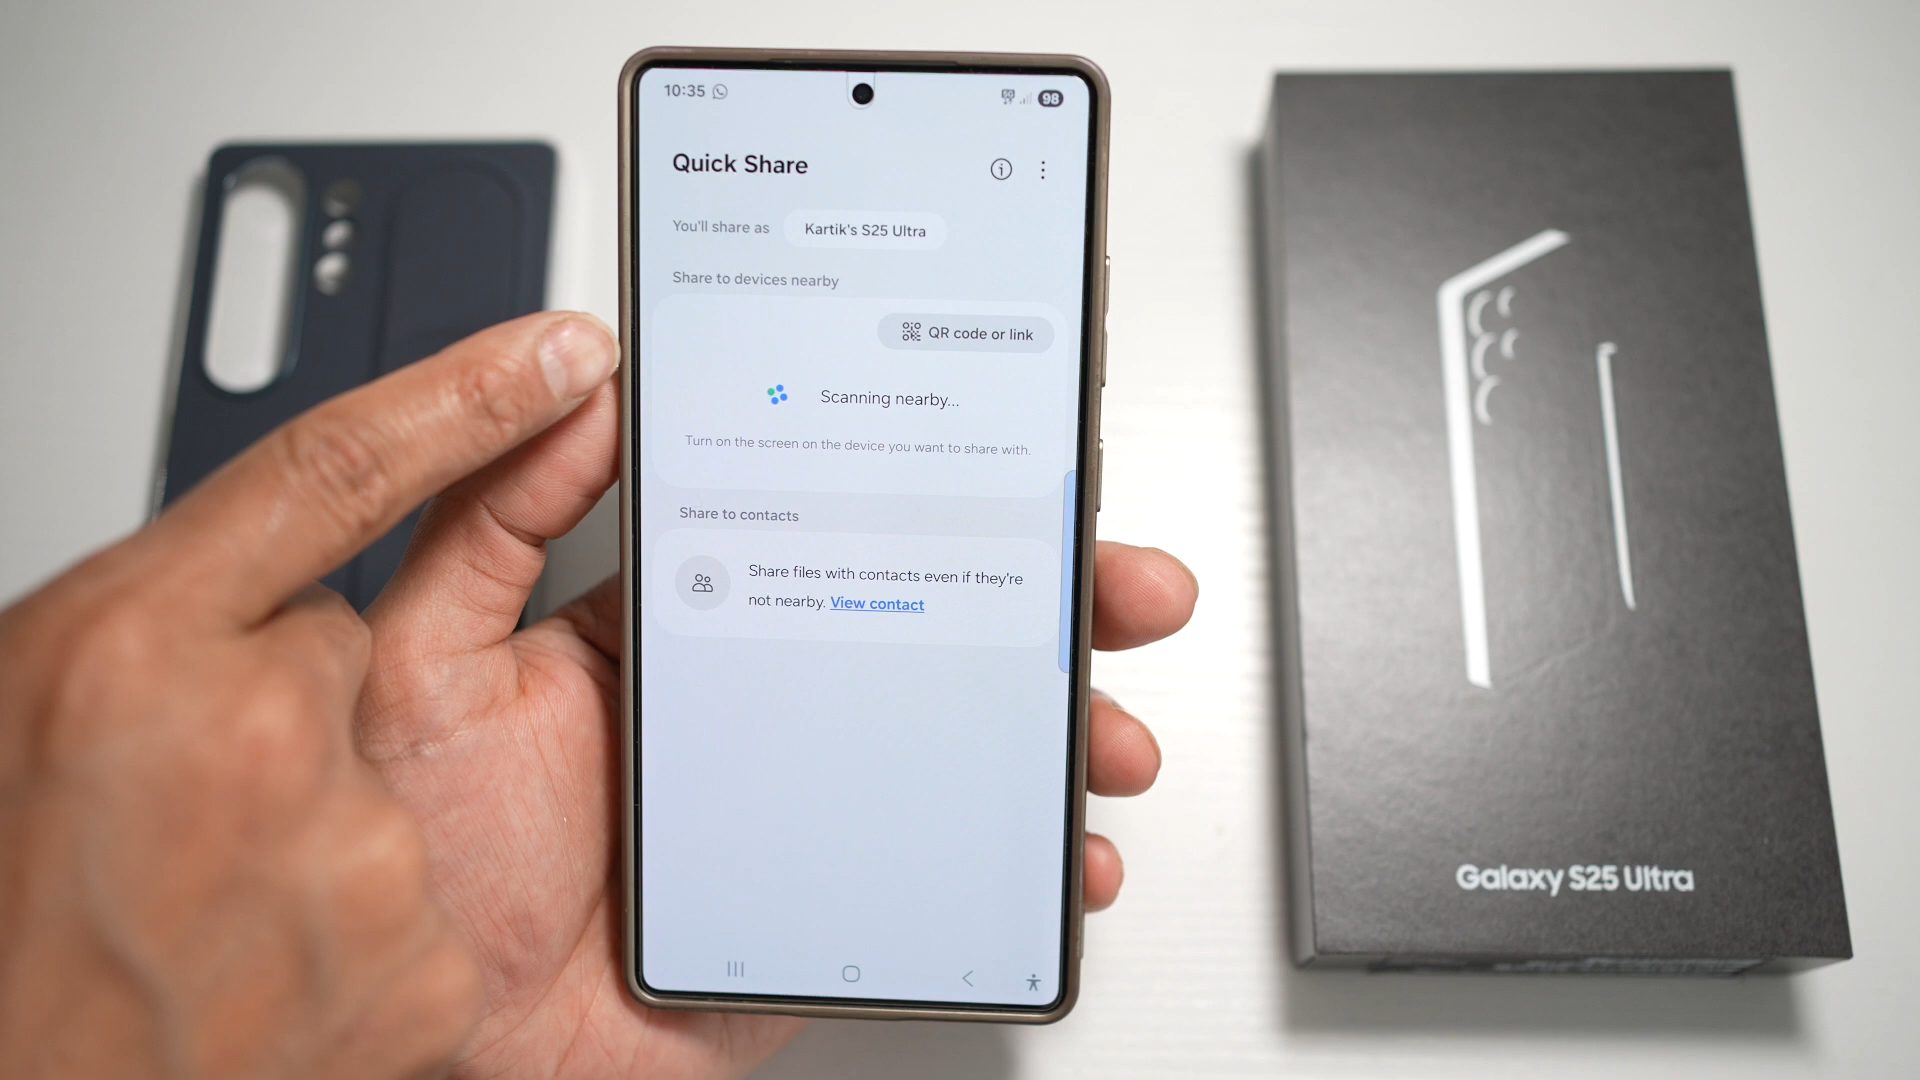 10:35
5G
98
Quick Share
You'll share as
Kartik's S25 Ultra
Share to devices nearby
QR code or link
Scanning nearby...
Turn on the screen on the device you want to share with.
Share to contacts
Share files with contacts even if they're
not nearby. View contact
Galaxy S25 Ultra